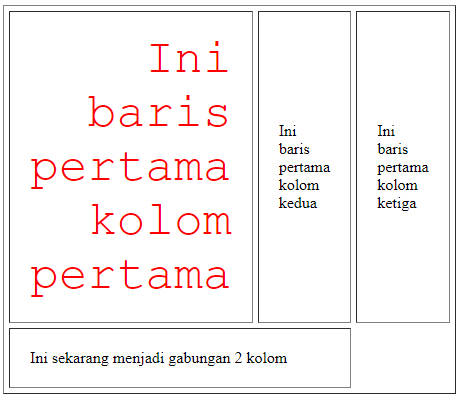 Ini
baris
pertama
kolom
pertama
Ini
baris
pertama
kolom
kedua
Ini
baris
pertama
kolom
ketiga
Ini sekarang menjadi gabungan 2 kolom